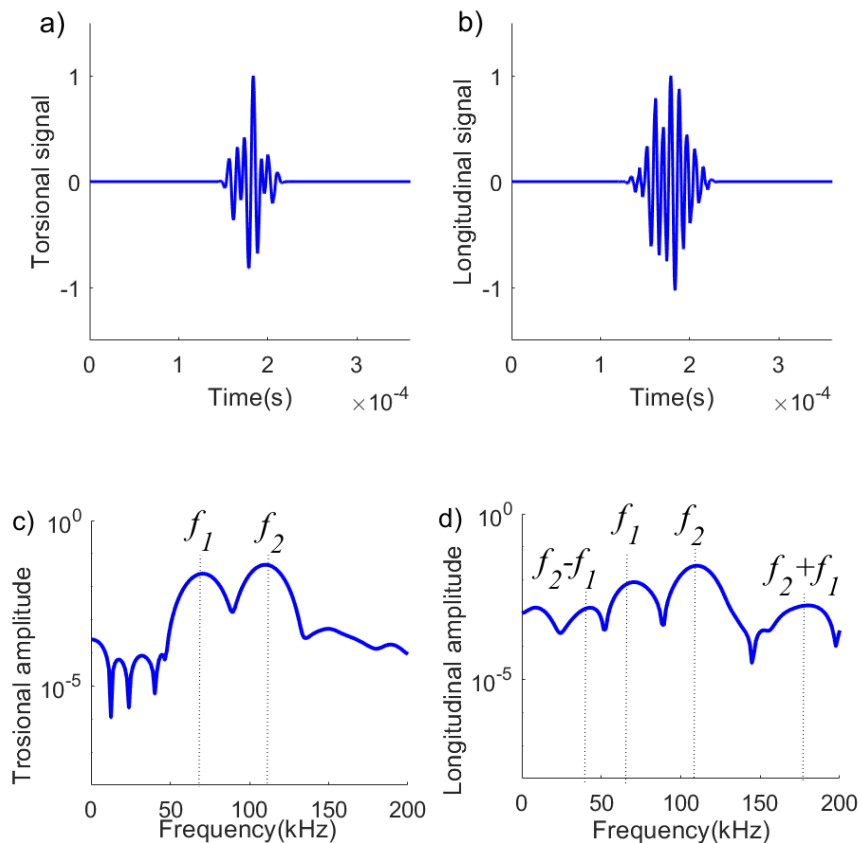 a)
Torsional signal
1
0
-1
0 1 2 3
Time(s)
×10⁻⁴
b)
Longitudinal signal
1
0
-1
0 1 2 3
Time(s)
×10⁻⁴
c)
Trosional amplitude
10⁰
10⁻⁵
f₁ f₂
0 50 100 150 200
Frequency(kHz)
d)
Longitudinal amplitude
10⁰
10⁻⁵
f₂-f₁ f₁ f₂ f₂+f₁
0 50 100 150 200
Frequency(kHz)